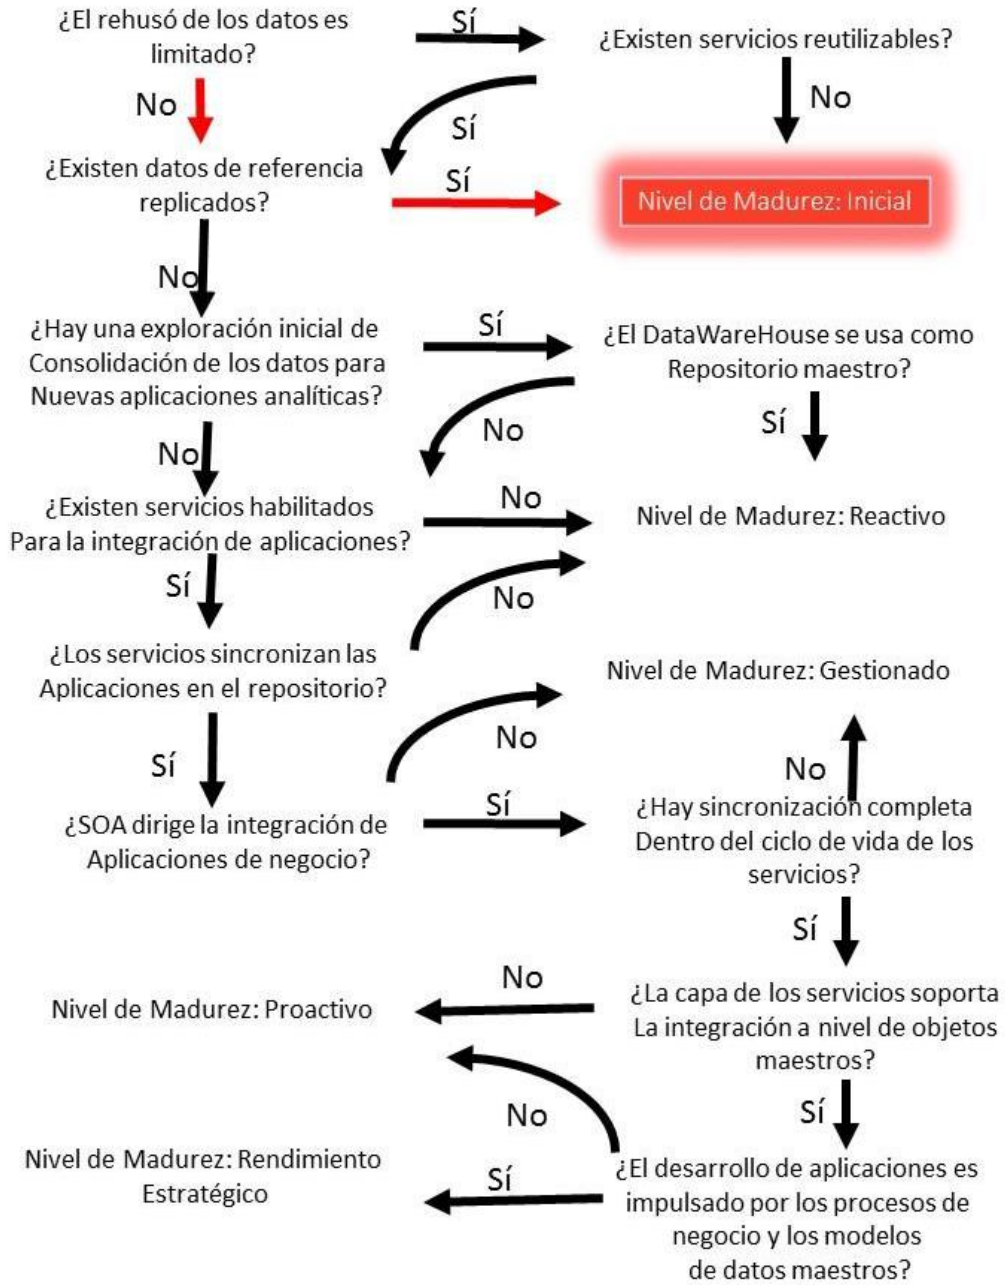 ¿El rehusó de los datos es
limitado?
Sí
¿Existen servicios reutilizables?
No
Sí
No
¿Existen datos de referencia
replicados?
Sí
Nivel de Madurez: Inicial
No
¿Hay una exploración inicial de
Consolidación de los datos para
Nuevas aplicaciones analíticas?
Sí
¿El DataWareHouse se usa como
Repositorio maestro?
No
Sí
No
¿Existen servicios habilitados
Para la integración de aplicaciones?
No
Nivel de Madurez: Reactivo
Sí
No
¿Los servicios sincronizan las
Aplicaciones en el repositorio?
Nivel de Madurez: Gestionado
No
Sí
No
¿SOA dirige la integración de
Aplicaciones de negocio?
Sí
¿Hay sincronización completa
Dentro del ciclo de vida de los
servicios?
Sí
Nivel de Madurez: Proactivo
No
¿La capa de los servicios soporta
La integración a nivel de objetos
maestros?
No
Sí
Nivel de Madurez: Rendimiento
Estratégico
Sí
¿El desarrollo de aplicaciones es
impulsado por los procesos de
negocio y los modelos
de datos maestros?